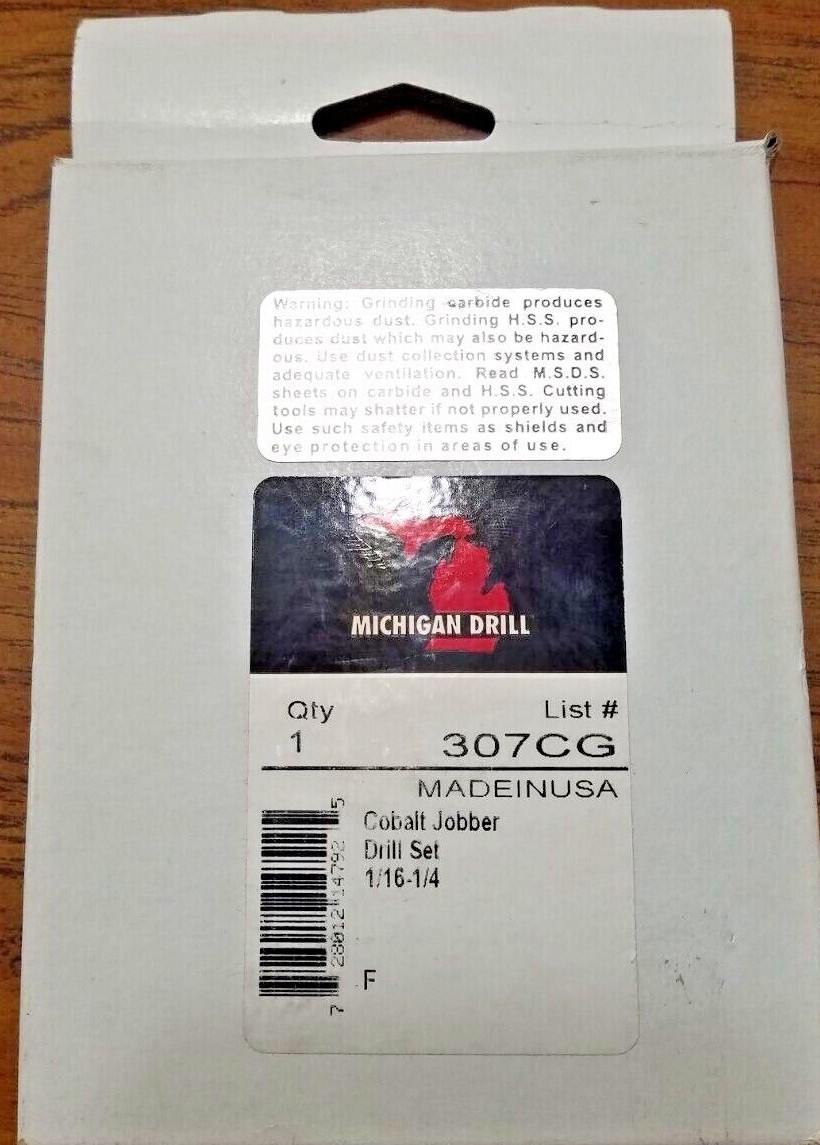 Warning: Grinding carbide produces
hazardous dust. Grinding H.S.S. pro-
duces dust which may also be hazard-
ous. Use dust collection systems and
adequate ventilation. Read M.S.D.S.
sheets on carbide and H.S.S. Cutting
tools may shatter if not properly used.
Use such safety items as shields and
eye protection in areas of use.
MICHIGAN DRILL
Qty List #
1 307CG
MADEINUSA
Cobalt Jobber
Drill Set
1/16-1/4
F
7 28012 14792 5